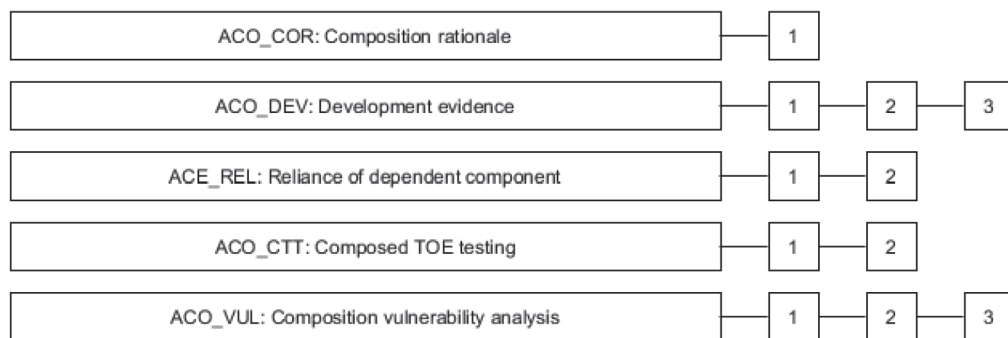 ACO_COR: Composition rationale 1
ACO_DEV: Development evidence 1 2 3
ACE_REL: Reliance of dependent component 1 2
ACO_CTT: Composed TOE testing 1 2
ACO_VUL: Composition vulnerability analysis 1 2 3